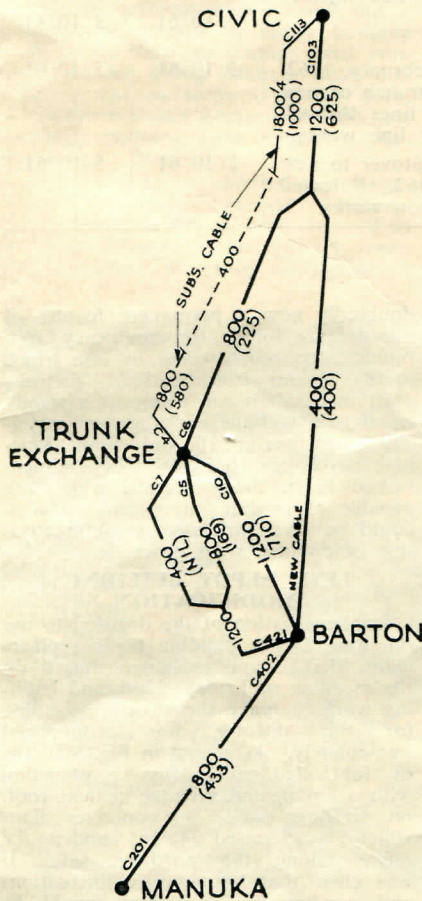 CIVIC
C113
C103
1800/4
(1000)
1200
(625)
SUB'S. CABLE
400
800
(580)
800
(225)
400
(400)
42
C6
TRUNK
EXCHANGE
C7
C5
C10
400
(NIL)
800
(169)
1200
(710)
NEW CABLE
1200
C421
BARTON
C402
800
(433)
C201
MANUKA